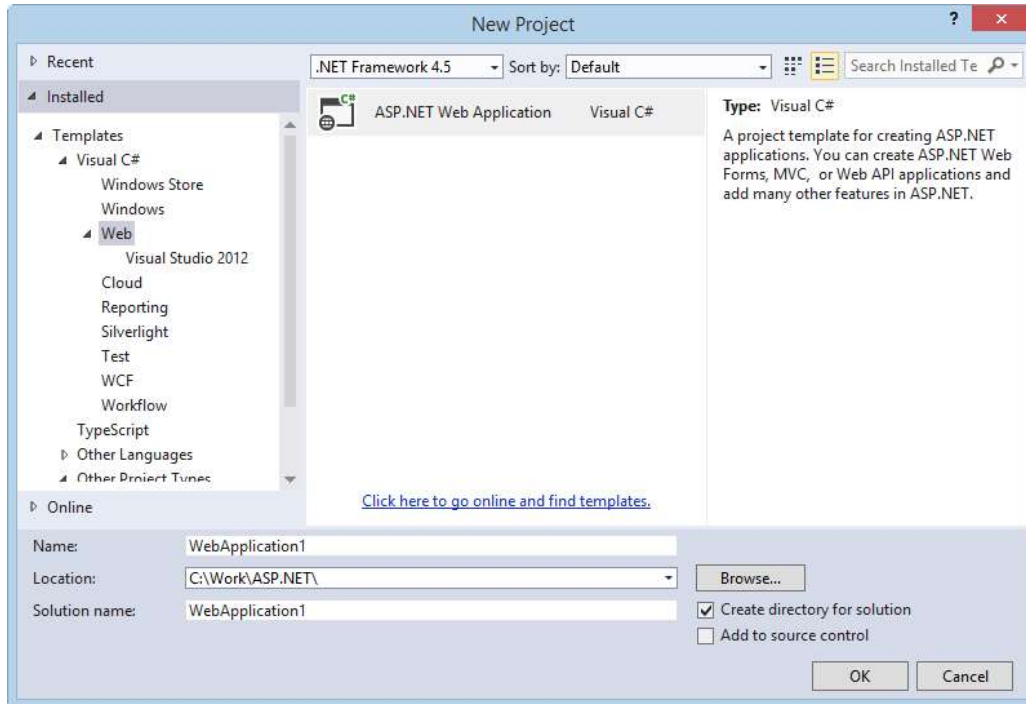 New Project
?
Recent
Installed
Templates
Visual C#
Windows Store
Windows
Web
Visual Studio 2012
Cloud
Reporting
Silverlight
Test
WCF
Workflow
TypeScript
Other Languages
Other Project Types
Online
.NET Framework 4.5
Sort by: Default
Search Installed Te
C#
ASP.NET Web Application Visual C#
Click here to go online and find templates.
Type: Visual C#
A project template for creating ASP.NET
applications. You can create ASP.NET Web
Forms, MVC, or Web API applications and
add many other features in ASP.NET.
Name: WebApplication1
Location: C:\Work\ASP.NET\
Browse...
Solution name: WebApplication1
Create directory for solution
Add to source control
OK Cancel